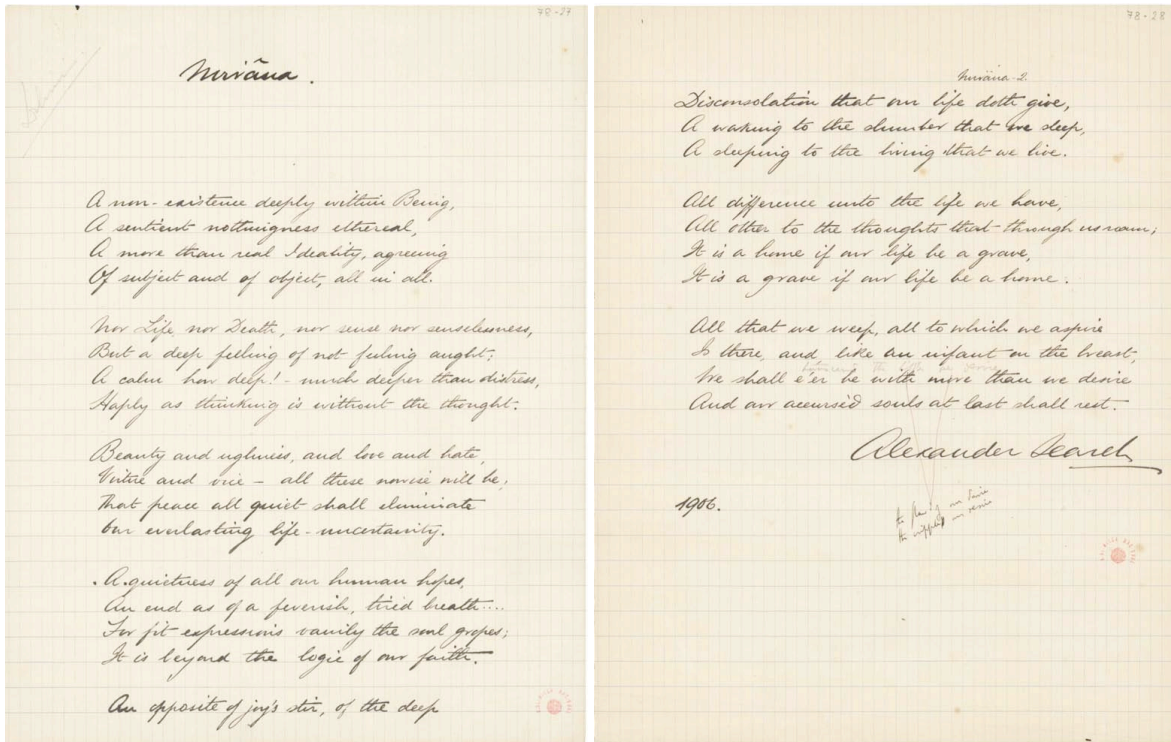 78-27
Nirvâna.
A non-existence deeply within Being,
A sentient nothingness ethereal,
A more than real Ideality, agreeing
Of subject and of object, all in all.
Nor Life, nor Death, nor sense nor senselessness,
But a deep feeling of not feeling aught;
A calm how deep! - much deeper than distress,
Haply as thinking is without the thought.
Beauty and ugliness, and love and hate,
Virtue and vice - all these nowise will be;
That peace all quiet shall eliminate
Our everlasting life-uncertainty.
A quietness of all our human hopes,
An end as of a feverish, tired breath....
For fit expressions vainly the soul gropes;
It is beyond the logic of our faith.
An opposite of joy's stir, of the deep
78-28
Nirvâna-2.
Disconsolation that our life doth give,
A waking to the slumber that we sleep,
A sleeping to the living that we live.
All difference unto the life we have,
All other to the thoughts that through us roam;
It is a home if our life be a grave,
It is a grave if our life be a home.
All that we weep, all to which we aspire
Is there, and, like an infant on the breast,
We shall e'er be with more than we desire
And our accursèd souls at last shall rest.
Alexander Search
1906.